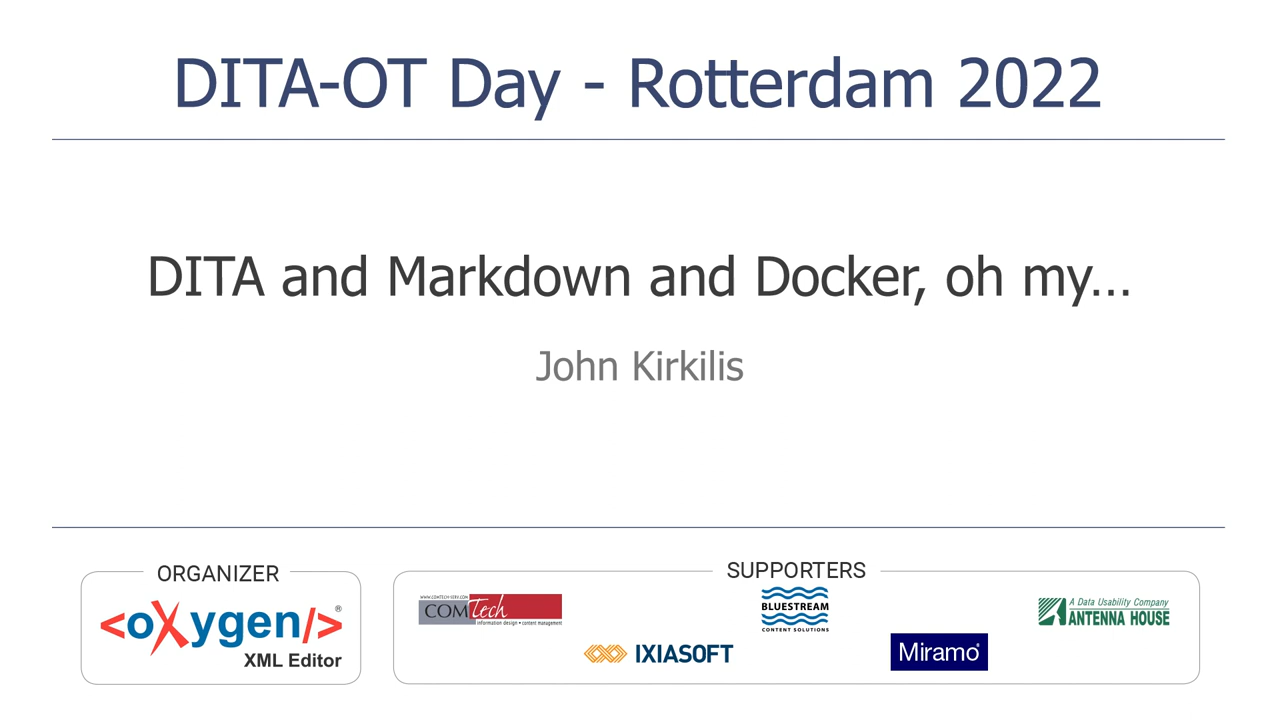 DITA-OT Day - Rotterdam 2022
DITA and Markdown and Docker, oh my...
John Kirkilis
ORGANIZER
<oXygen/>®
XML Editor
SUPPORTERS
WWW.COMTECH-SERV.COM
COMTech
information design • content management
BLUESTREAM
CONTENT SOLUTIONS
A Data Usability Company
ANTENNA HOUSE
IXIASOFT
Miramo®